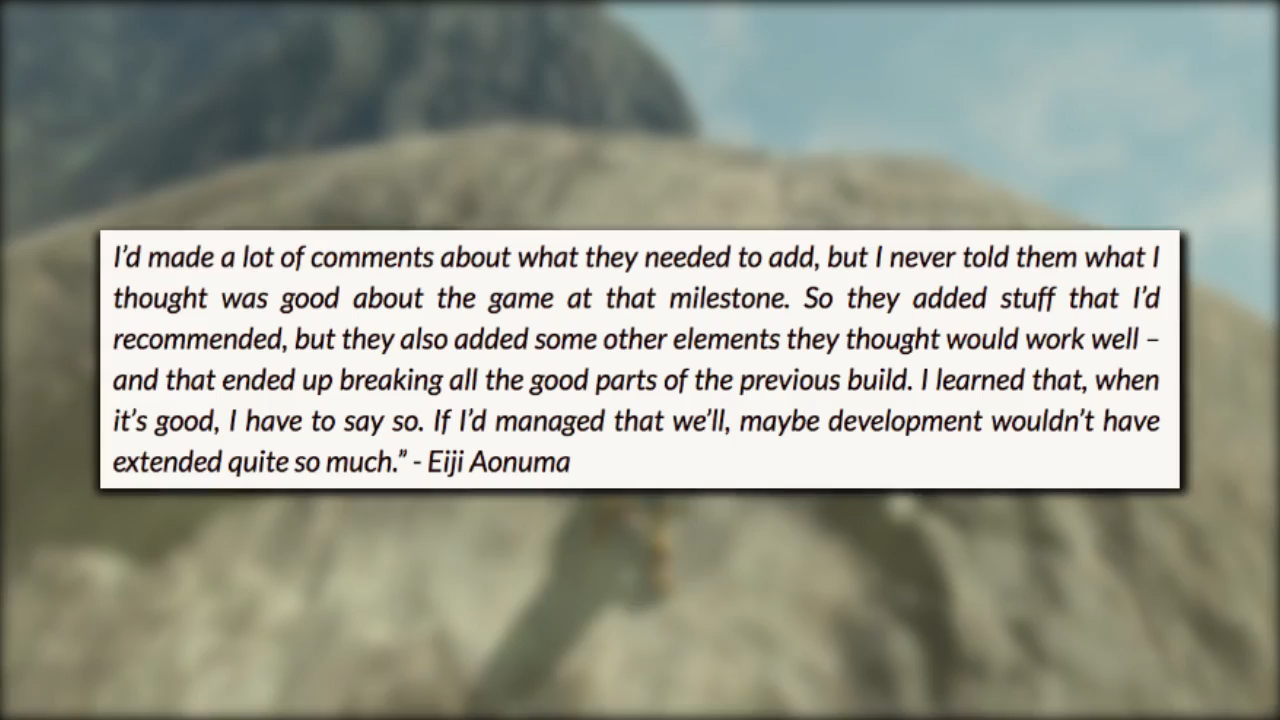 I’d made a lot of comments about what they needed to add, but I never told them what I
thought was good about the game at that milestone. So they added stuff that I’d
recommended, but they also added some other elements they thought would work well –
and that ended up breaking all the good parts of the previous build. I learned that, when
it’s good, I have to say so. If I’d managed that we’ll, maybe development wouldn’t have
extended quite so much.” - Eiji Aonuma